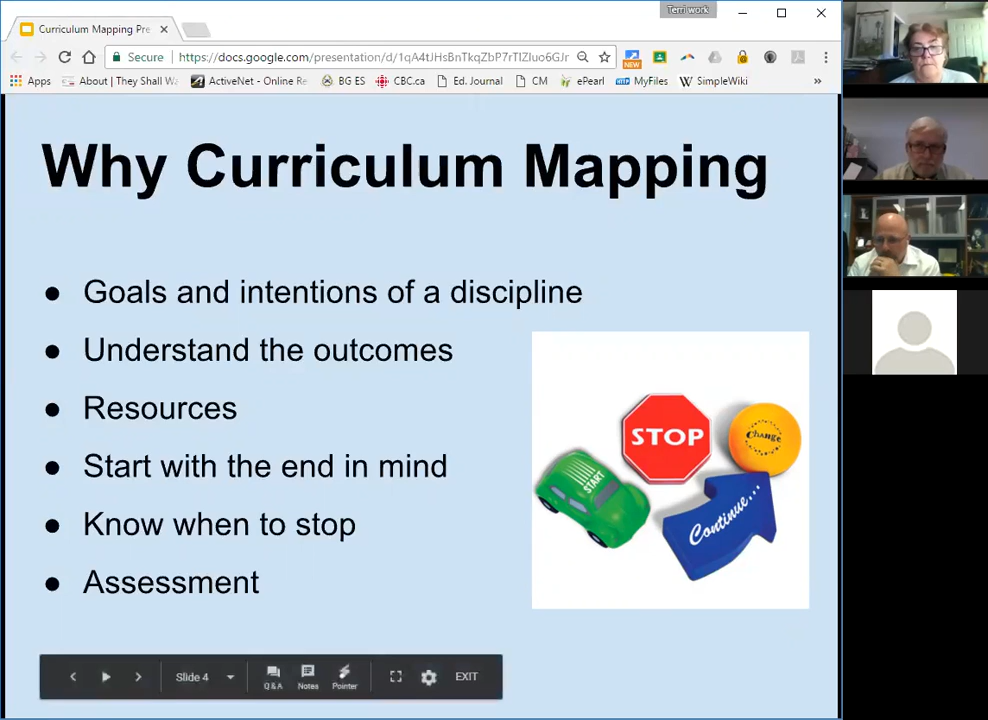 Terri work
Curriculum Mapping Pre
Secure https://docs.google.com/presentation/d/1qA4tJHsBnTkqZbP7rTIZluo6GJr
Apps About | They Shall Wa ActiveNet - Online Re BG ES CBC.ca Ed. Journal CM ePearl NEW MyFiles SimpleWiki »
Why Curriculum Mapping
● Goals and intentions of a discipline
● Understand the outcomes
● Resources
● Start with the end in mind
● Know when to stop
● Assessment
START
STOP
Change
Continue...
Slide 4
Q & A
Notes
Pointer
EXIT